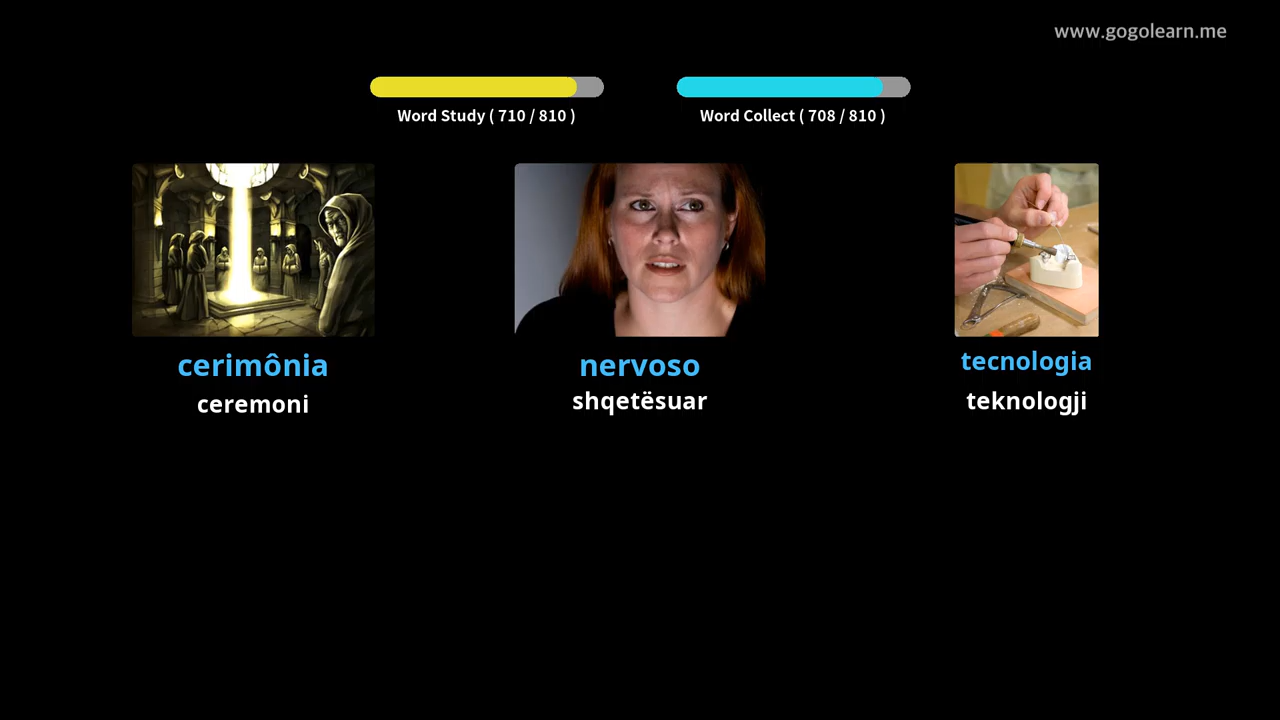 www.gogolearn.me
Word Study ( 710 / 810 )
Word Collect ( 708 / 810 )
cerimônia
ceremoni
nervoso
shqetësuar
tecnologia
teknologji